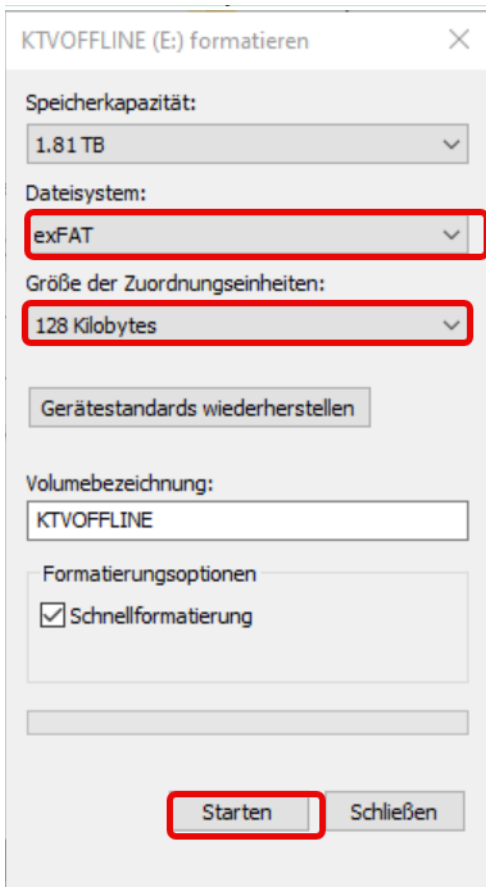 KTVOFFLINE (E:) formatieren
Speicherkapazität:
1.81 TB
Dateisystem:
exFAT
Größe der Zuordnungseinheiten:
128 Kilobytes
Gerätestandards wiederherstellen
Volumebezeichnung:
KTVOFFLINE
Formatierungsoptionen
Schnellformatierung
Starten Schließen